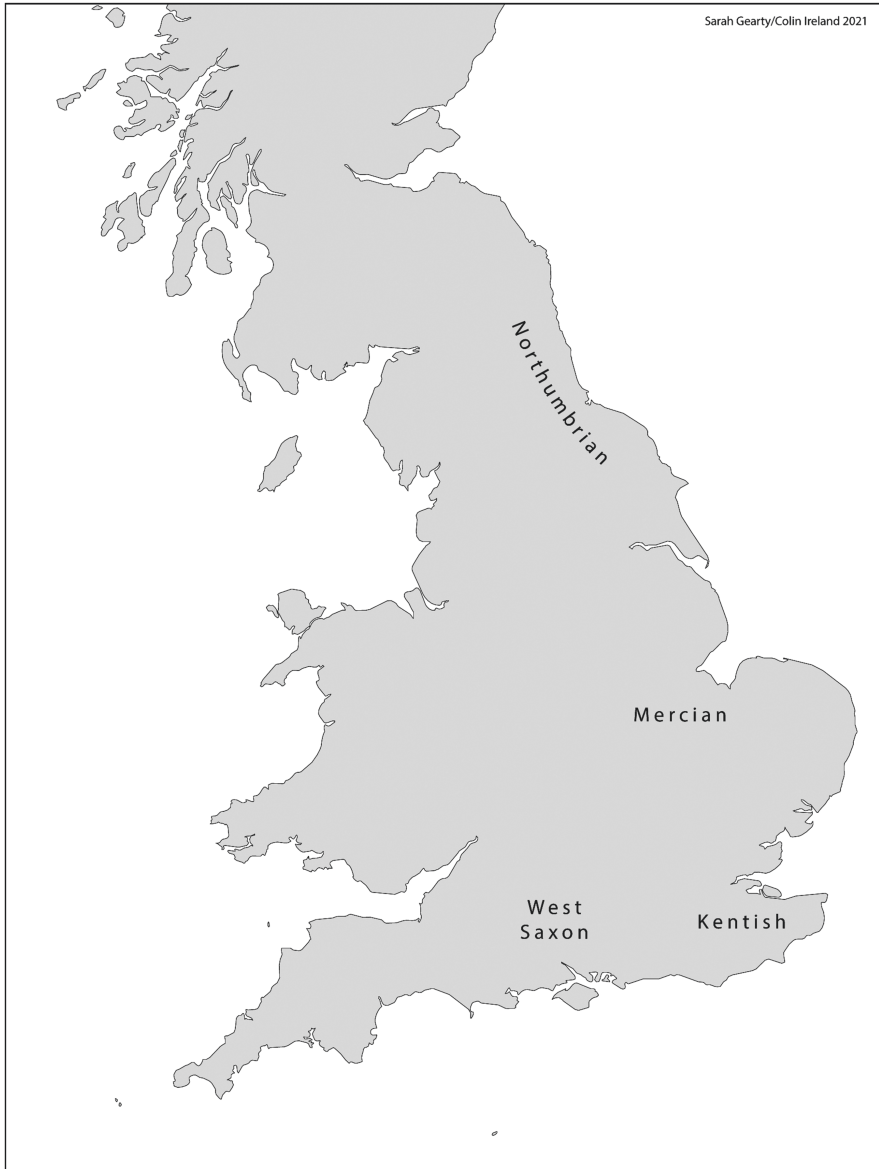 Sarah Gearty/Colin Ireland 2021
Northumbrian
Mercian
West
Saxon
Kentish